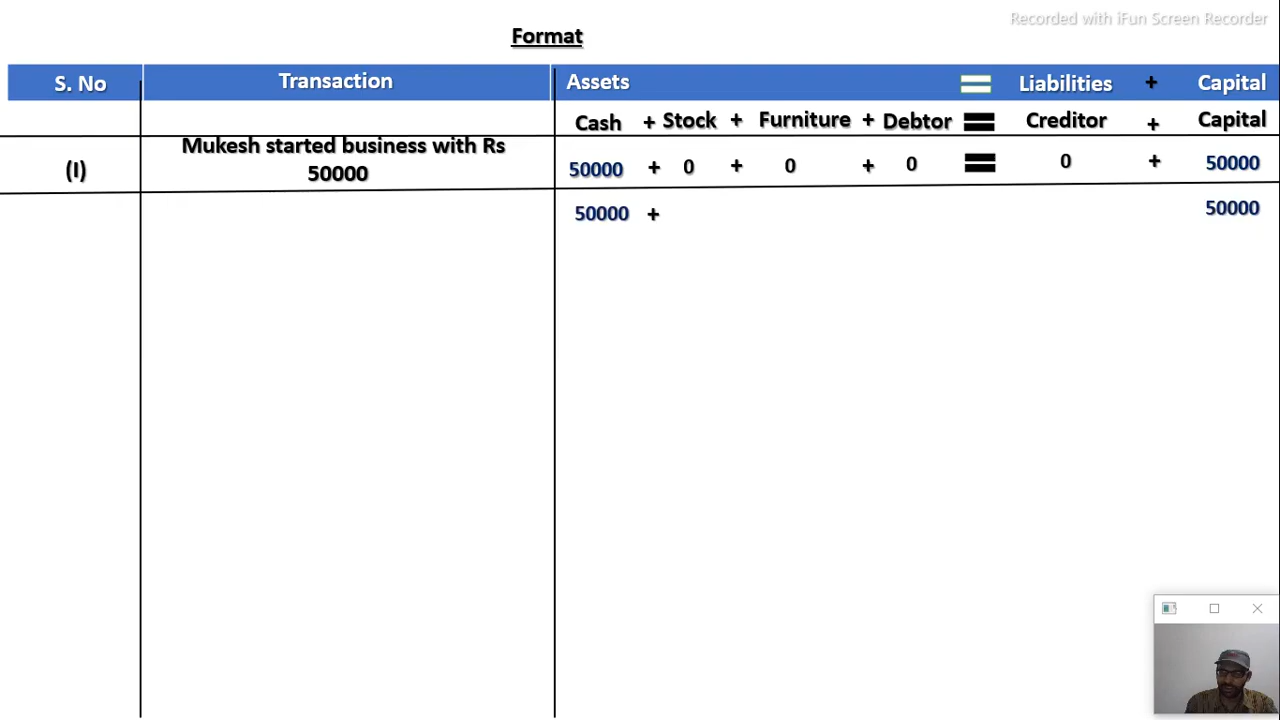 Recorded with iFun Screen Recorder
Format
S. No Transaction Assets = Liabilities + Capital
Cash + Stock + Furniture + Debtor = Creditor + Capital
(I) Mukesh started business with Rs
50000 50000 + 0 + 0 + 0 = 0 + 50000
50000 + 50000